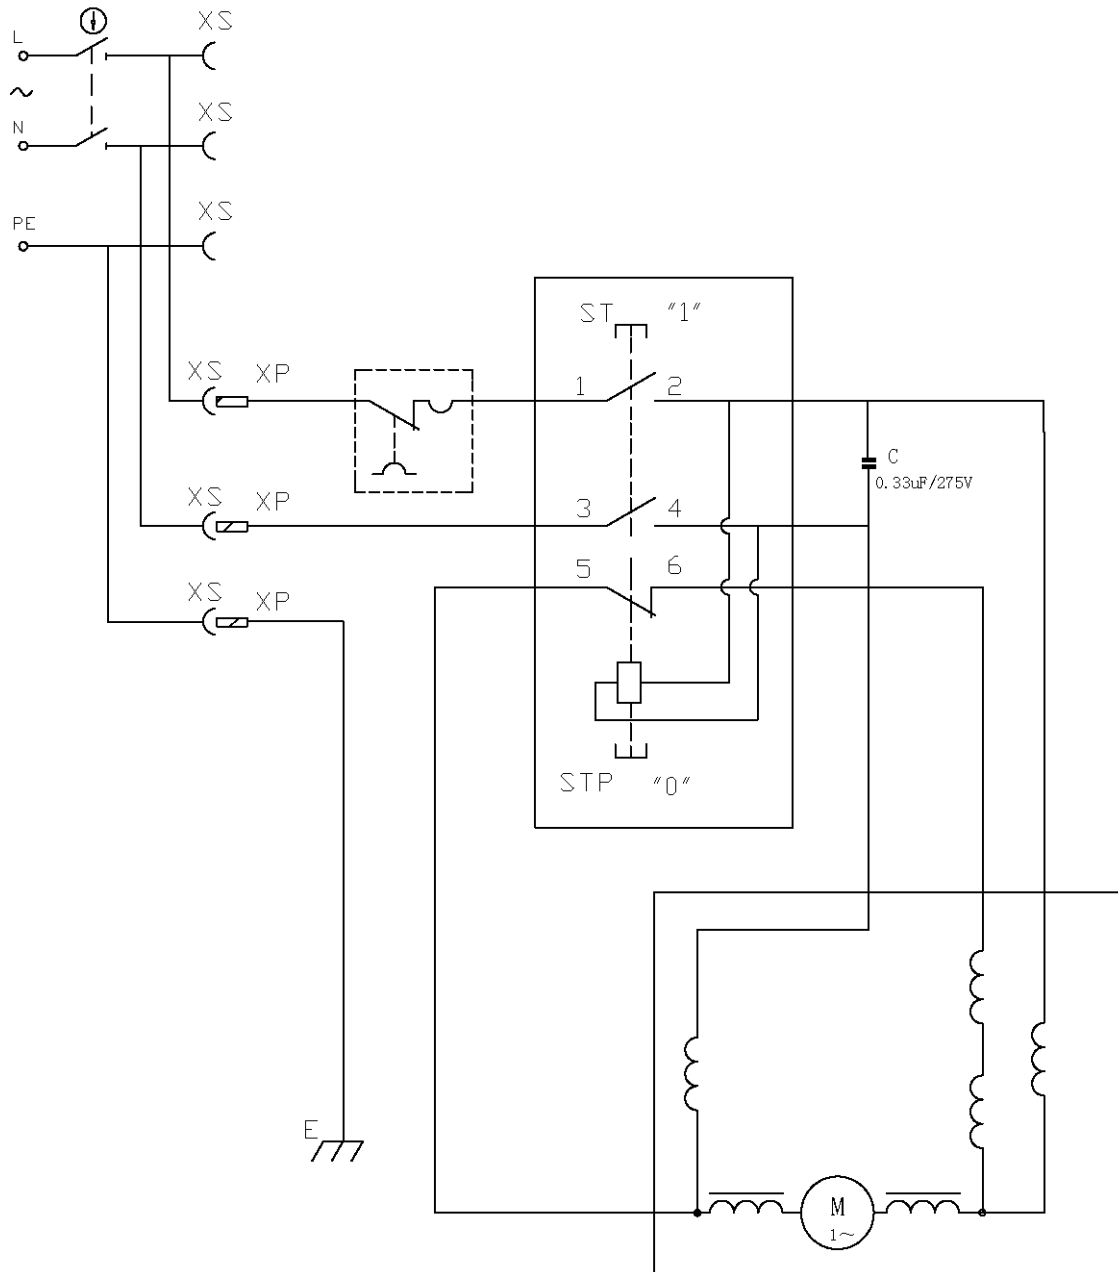 XS
L
~
XS
N
XS
PE
ST "1"
XS XP
1 2
C
0.33uF/275V
XS XP
3 4
XS XP
5 6
STP "0"
E
M
1~